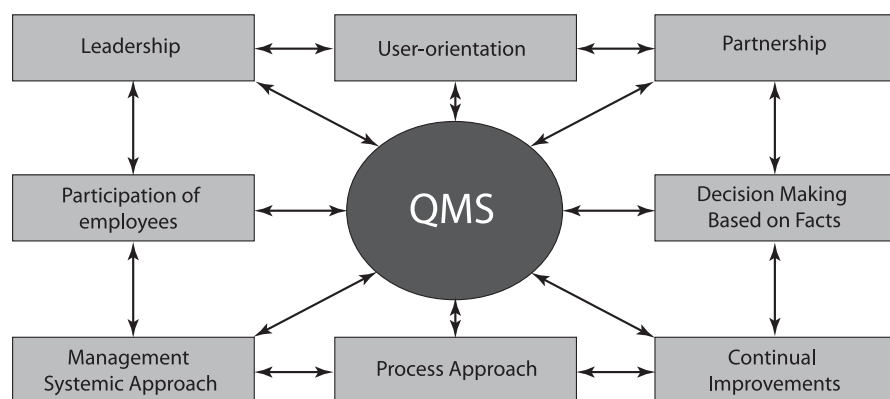 Leadership
User-orientation
Partnership
Participation of
employees
QMS
Decision Making
Based on Facts
Management
Systemic Approach
Process Approach
Continual
Improvements